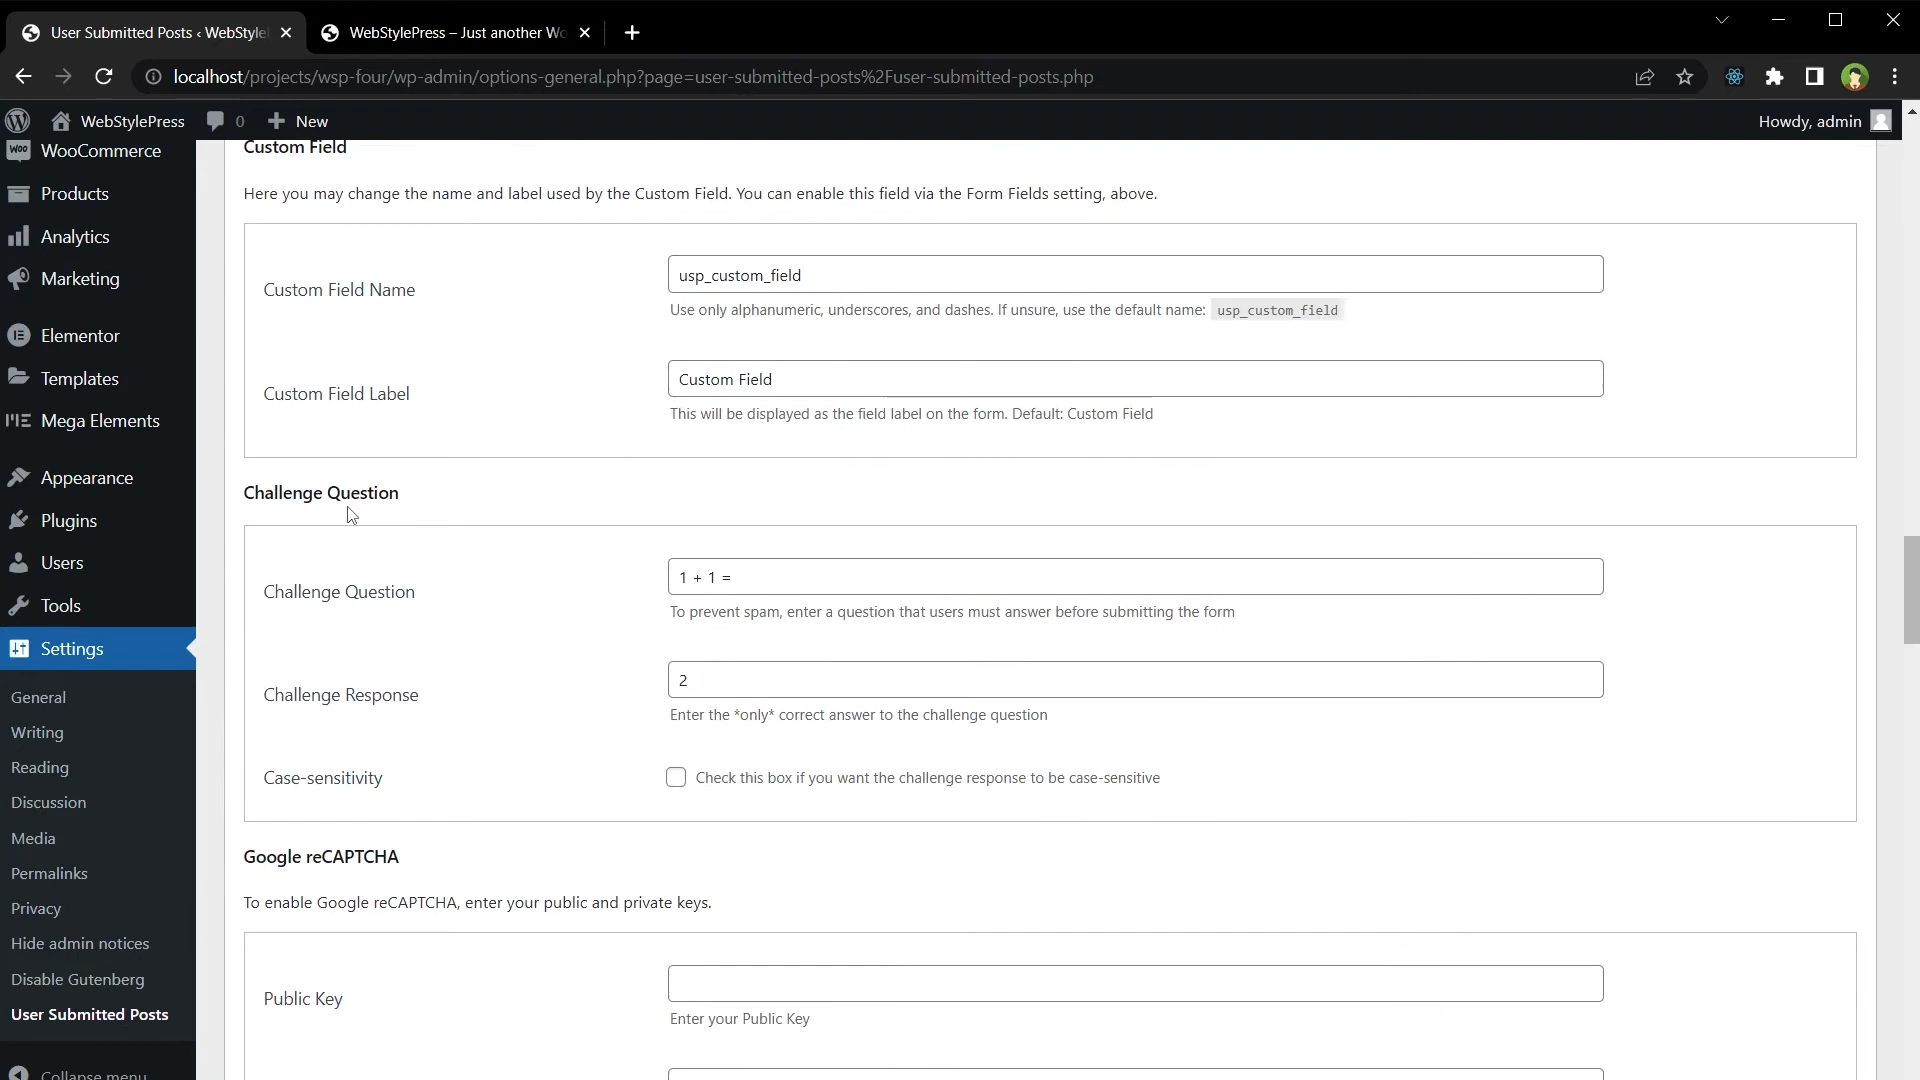 User Submitted Posts ‹ WebStyle
WebStylePress – Just another Wo
localhost/projects/wsp-four/wp-admin/options-general.php?page=user-submitted-posts%2Fuser-submitted-posts.php
WebStylePress
0
New
Howdy, admin
WooCommerce
Products
Analytics
Marketing
Elementor
Templates
Mega Elements
Appearance
Plugins
Users
Tools
Settings
General
Writing
Reading
Discussion
Media
Permalinks
Privacy
Hide admin notices
Disable Gutenberg
User Submitted Posts
Collapse menu
Custom Field
Here you may change the name and label used by the Custom Field. You can enable this field via the Form Fields setting, above.
Custom Field Name
usp_custom_field
Use only alphanumeric, underscores, and dashes. If unsure, use the default name: usp_custom_field
Custom Field Label
Custom Field
This will be displayed as the field label on the form. Default: Custom Field
Challenge Question
Challenge Question
1 + 1 =
To prevent spam, enter a question that users must answer before submitting the form
Challenge Response
2
Enter the *only* correct answer to the challenge question
Case-sensitivity
Check this box if you want the challenge response to be case-sensitive
Google reCAPTCHA
To enable Google reCAPTCHA, enter your public and private keys.
Public Key
Enter your Public Key